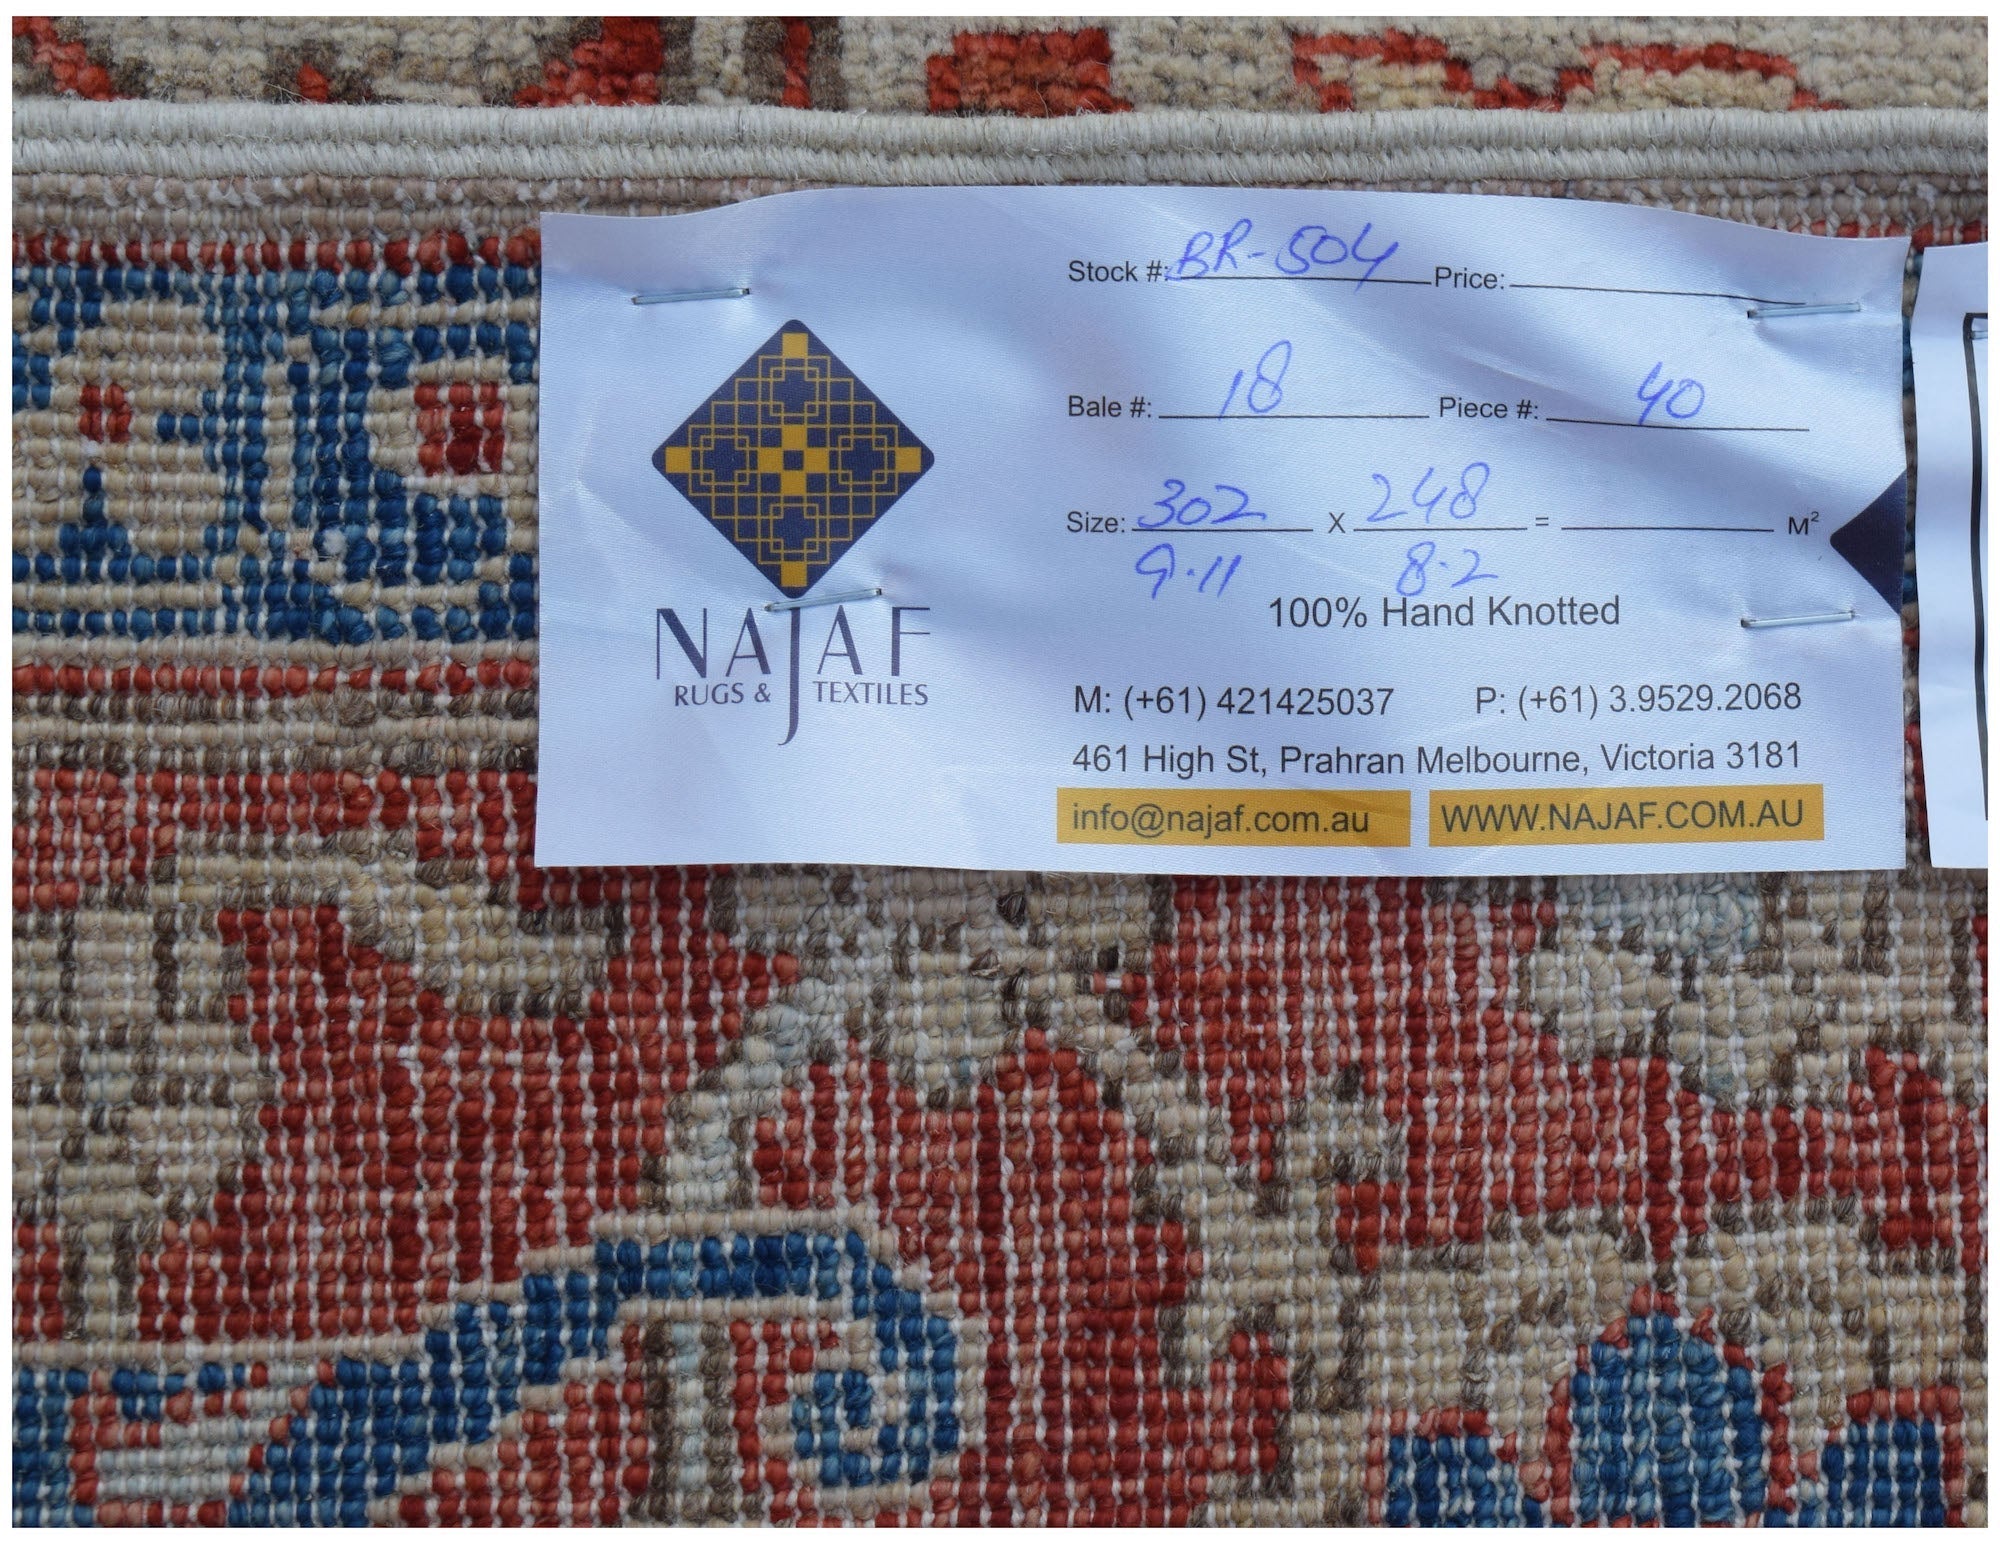 Stock #: BR-504 Price:
Bale #: 18 Piece #: 40
Size: 302 X 248 = M²
9.11 8.2
100% Hand Knotted
NAJAF
RUGS & TEXTILES
M: (+61) 421425037 P: (+61) 3.9529.2068
461 High St, Prahran Melbourne, Victoria 3181
info@najaf.com.au WWW.NAJAF.COM.AU